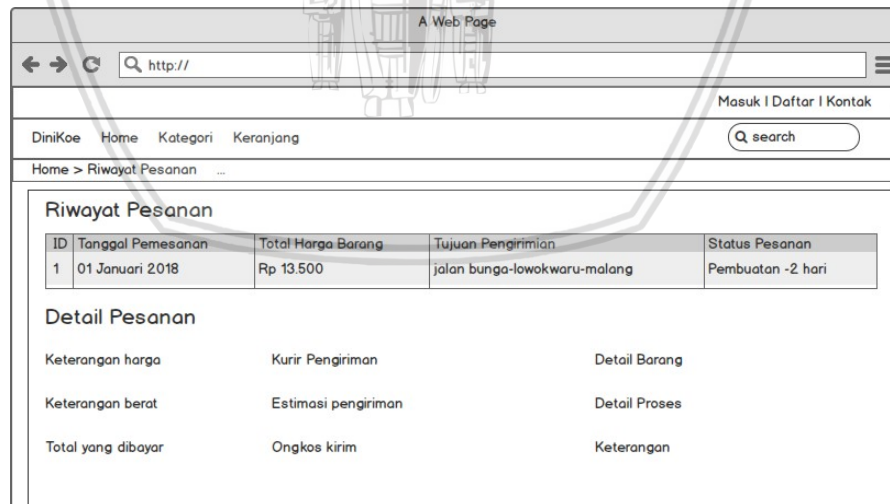 A Web Page
http://
Masuk I Daftar I Kontak
DiniKoe Home Kategori Keranjang search
Home > Riwayat Pesanan ...
Riwayat Pesanan
ID Tanggal Pemesanan Total Harga Barang Tujuan Pengirimian Status Pesanan
1 01 Januari 2018 Rp 13.500 jalan bunga-lowokwaru-malang Pembuatan -2 hari
Detail Pesanan
Keterangan harga Kurir Pengiriman Detail Barang
Keterangan berat Estimasi pengiriman Detail Proses
Total yang dibayar Ongkos kirim Keterangan